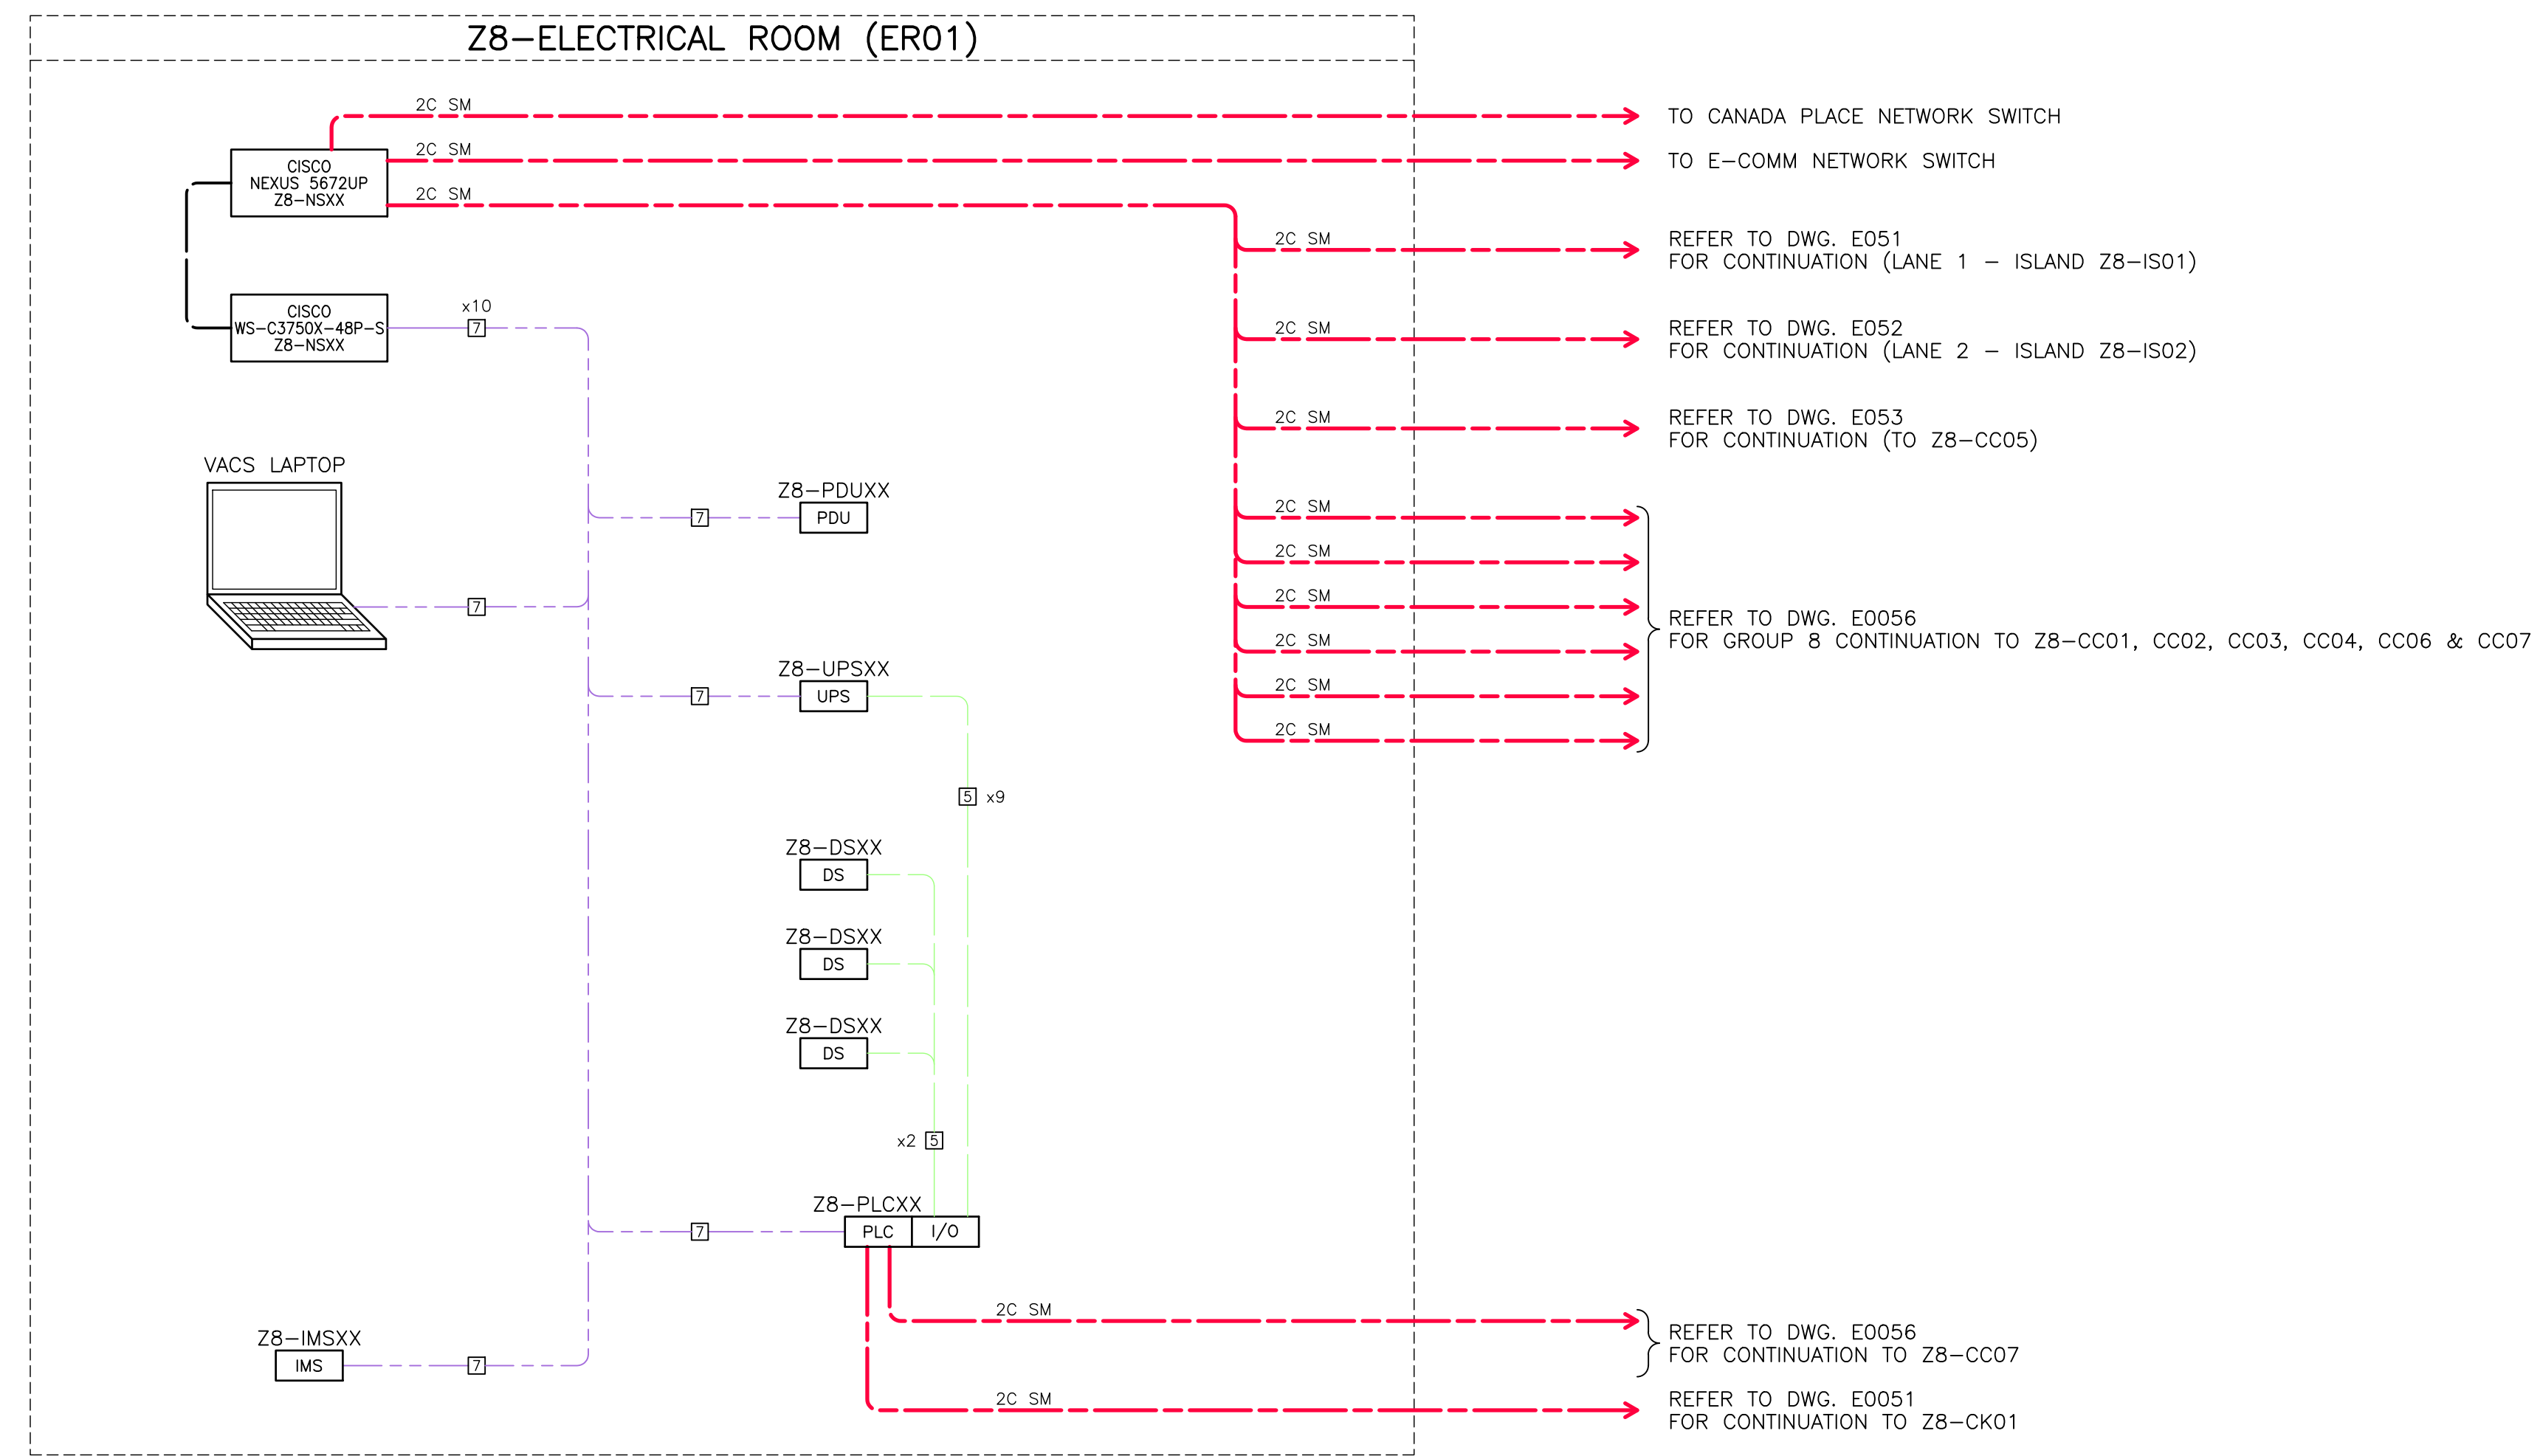 Z8-ELECTRICAL ROOM (ER01)
2C SM
TO CANADA PLACE NETWORK SWITCH
2C SM
TO E-COMM NETWORK SWITCH
CISCO
NEXUS 5672UP
Z8-NSXX
2C SM
2C SM
REFER TO DWG. E051
FOR CONTINUATION (LANE 1 - ISLAND Z8-IS01)
CISCO
WS-C3750X-48P-S
Z8-NSXX
x10
7
2C SM
REFER TO DWG. E052
FOR CONTINUATION (LANE 2 - ISLAND Z8-IS02)
2C SM
REFER TO DWG. E053
FOR CONTINUATION (TO Z8-CC05)
VACS LAPTOP
7
Z8-PDUXX
PDU
7
2C SM
2C SM
2C SM
2C SM
2C SM
2C SM
REFER TO DWG. E0056
FOR GROUP 8 CONTINUATION TO Z8-CC01, CC02, CC03, CC04, CC06 & CC07
Z8-UPSXX
UPS
7
5 x9
Z8-DSXX
DS
Z8-DSXX
DS
Z8-DSXX
DS
x2 5
Z8-PLCXX
PLC
I/O
7
2C SM
REFER TO DWG. E0056
FOR CONTINUATION TO Z8-CC07
Z8-IMSXX
IMS
7
2C SM
REFER TO DWG. E0051
FOR CONTINUATION TO Z8-CK01